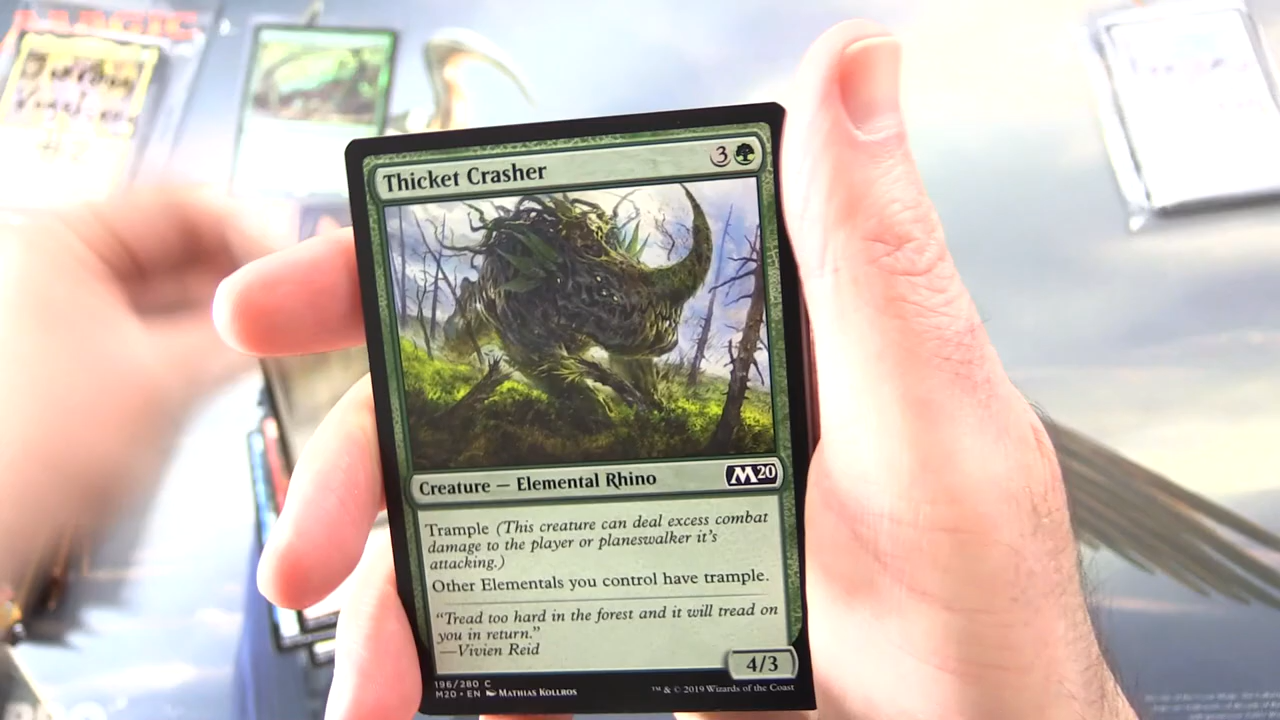 MAGIC
Thicket Crasher
3
Creature — Elemental Rhino
M20
Trample (This creature can deal excess combat
damage to the player or planeswalker it's
attacking.)
Other Elementals you control have trample.
“Tread too hard in the forest and it will tread on
you in return.”
—Vivien Reid
4/3
196/280 C
M20 • EN Mathias Kollros
™ & © 2019 Wizards of the Coast